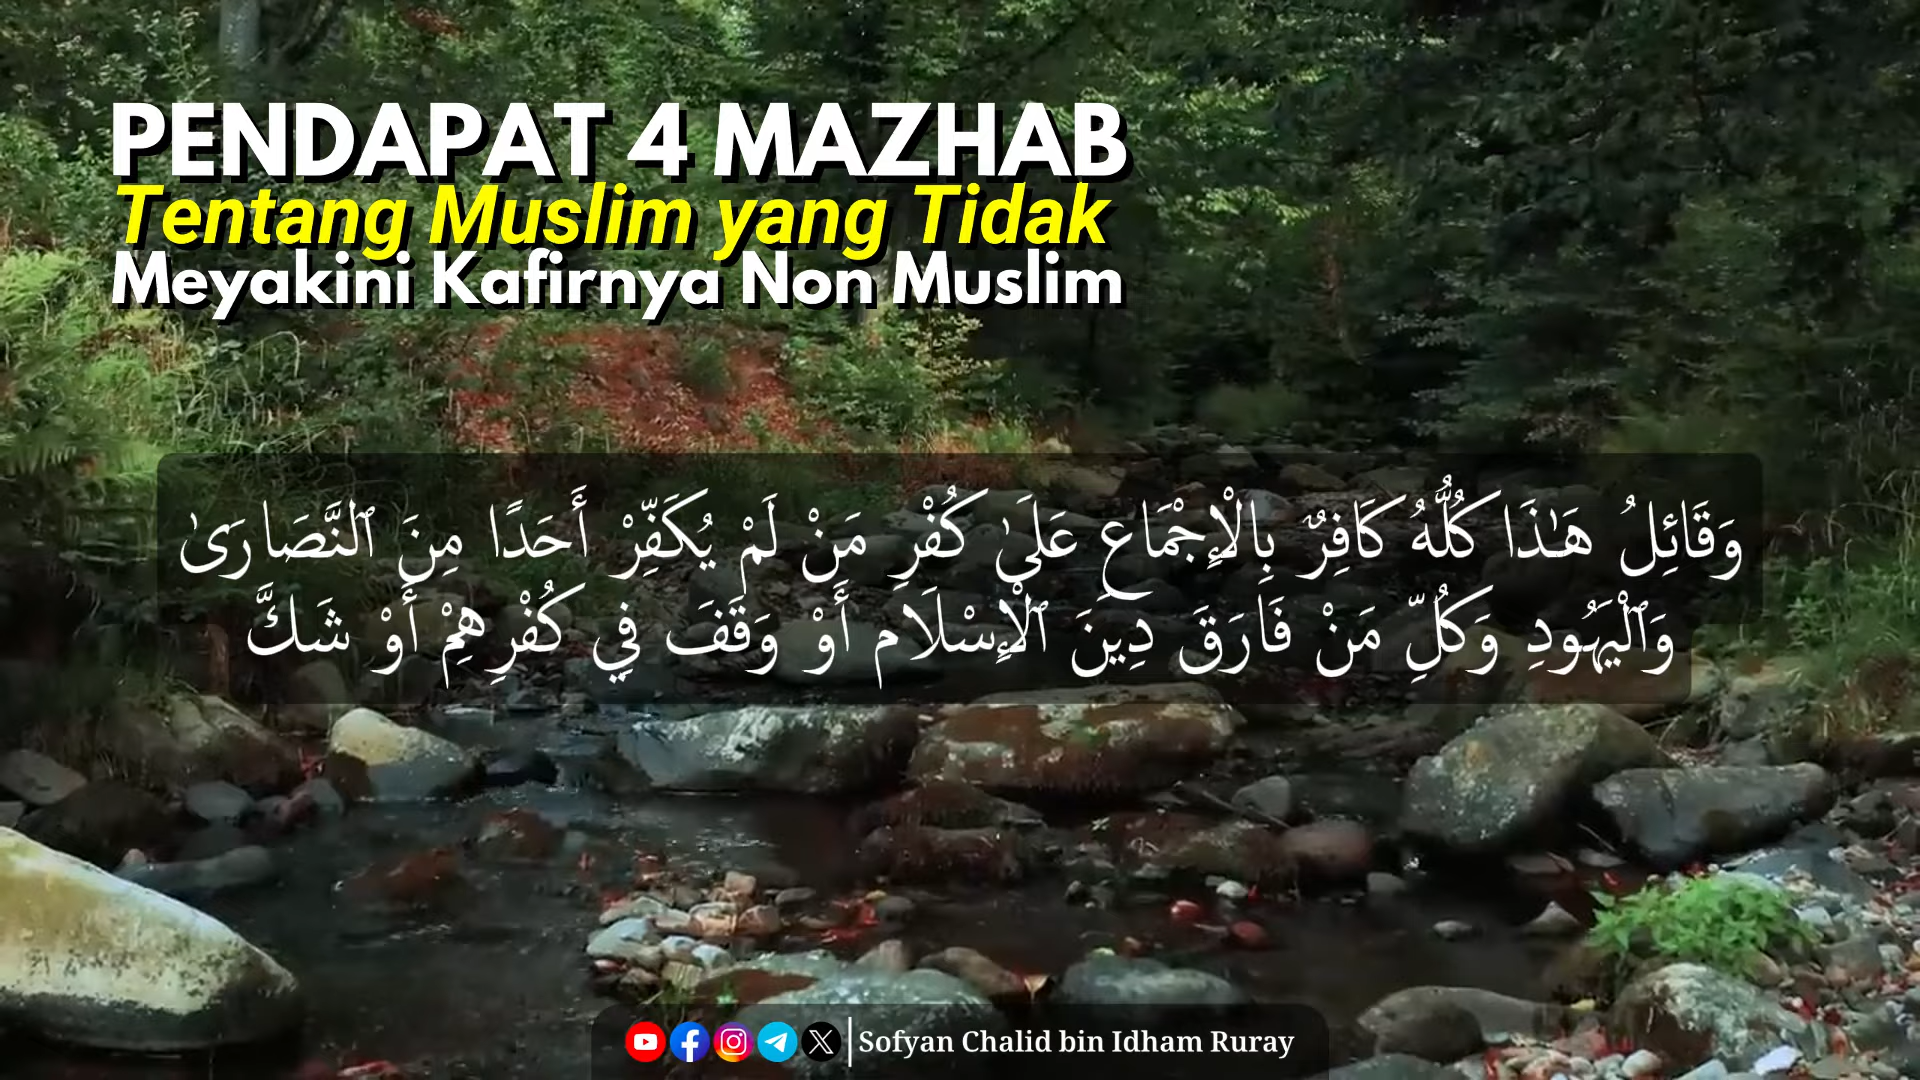 PENDAPAT 4 MAZHAB
Tentang Muslim yang Tidak
Meyakini Kafirnya Non Muslim
وَقَائِلُ هَـٰذَا كُلُّهُ كَافِرٌ بِالْإِجْمَاعِ عَلَىٰ كُفْرِ مَنْ لَمْ يُكَفِّرْ أَحَدًا مِنَ ٱلنَّصَارَىٰ
وَٱلْيَهُودِ وَكُلِّ مَنْ فَارَقَ دِينَ ٱلْإِسْلَامِ أَوْ وَقَفَ فِي كُفْرِهِمْ أَوْ شَكَّ
Sofyan Chalid bin Idham Ruray